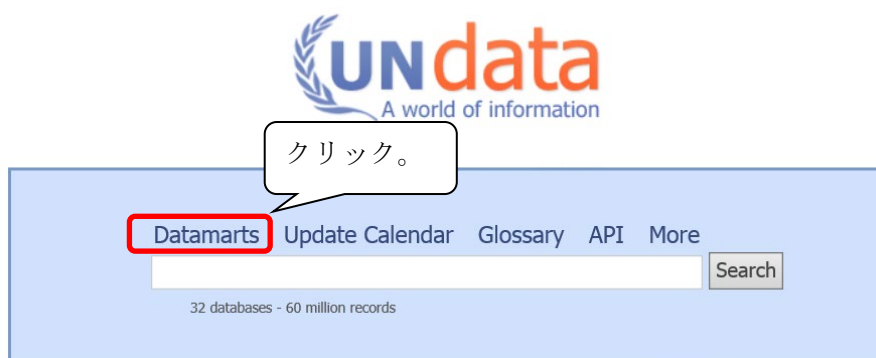 UNdata
A world of information
クリック。
Datamarts Update Calendar Glossary API More
Search
32 databases - 60 million records